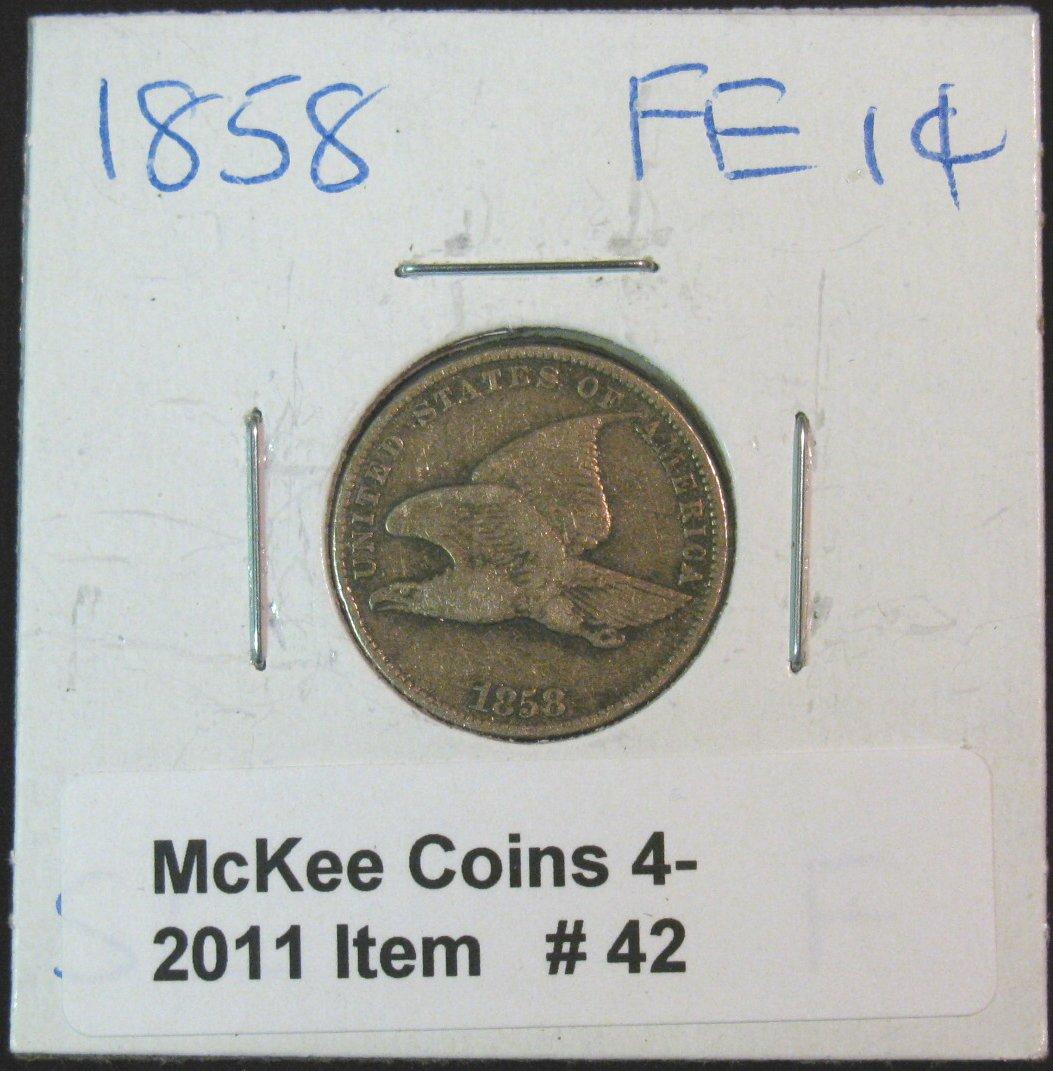 1858 FE 1¢
UNITED STATES OF AMERICA
1858
McKee Coins 4-
2011 Item # 42